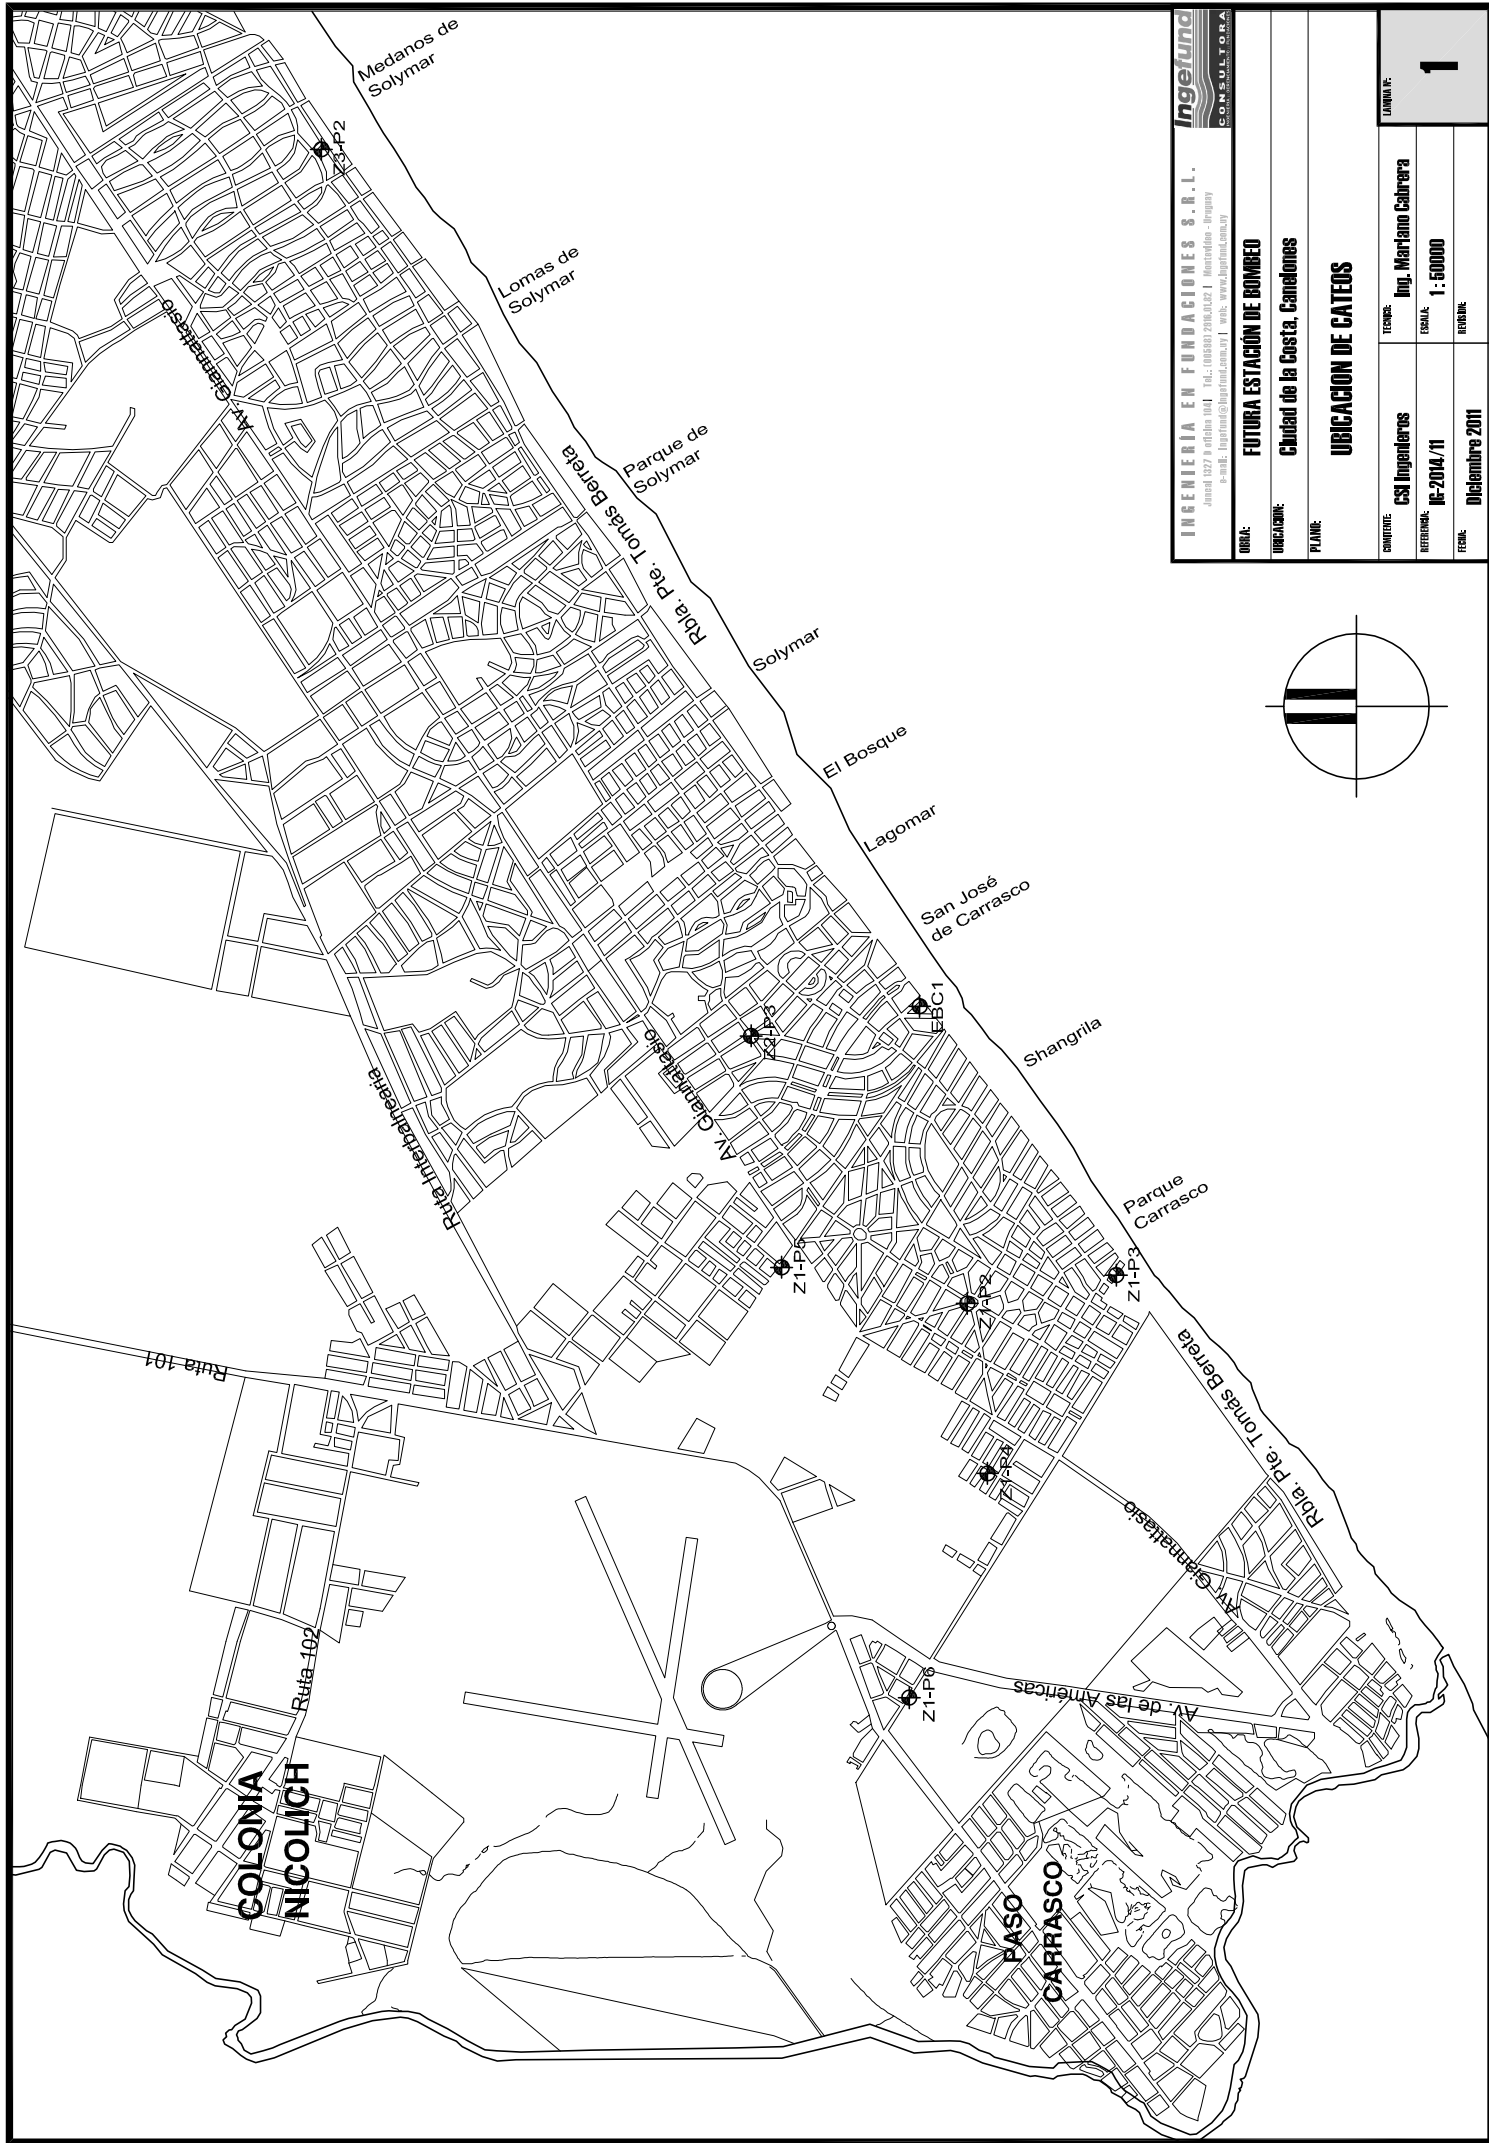 Medanos de
Solymar
Z3-P2
Lomas de
Solymar
Av Giannattasio
Parque de
Solymar
Rbla. Pte. Tomás Berreta
Solymar
El Bosque
Lagomar
San José
de Carrasco
EBC1
Z2-P3
Av. Giannattasio
Shangrila
Ruta Interbalnearia
Parque
Carrasco
Z1-P5
Z1-P2
Z1-P3
Ruta 101
Rbla. Pte. Tomás Berreta
Z1-P4
Av. Giannattasio
Ruta 102
Z1-P6
Av. de las Américas
COLONIA
NICOLICH
PASO
CARRASCO
Ingefund
CONSULTORA
INGENIERÍA EN FUNDACIONES S.R.L.
OBRA:
FUTURA ESTACIÓN DE BOMBEO
UBICACION:
Ciudad de la Costa, Canelones
PLANO:
UBICACION DE CATEOS
COMITENTE:
CSI Ingenieros
TECNICO:
Ing. Mariano Cabrera
LAMINA Nº:
1
REFERENCIA:
IG-2014/11
ESCALA:
1 : 50000
FECHA:
Diciembre 2011
REVISION: